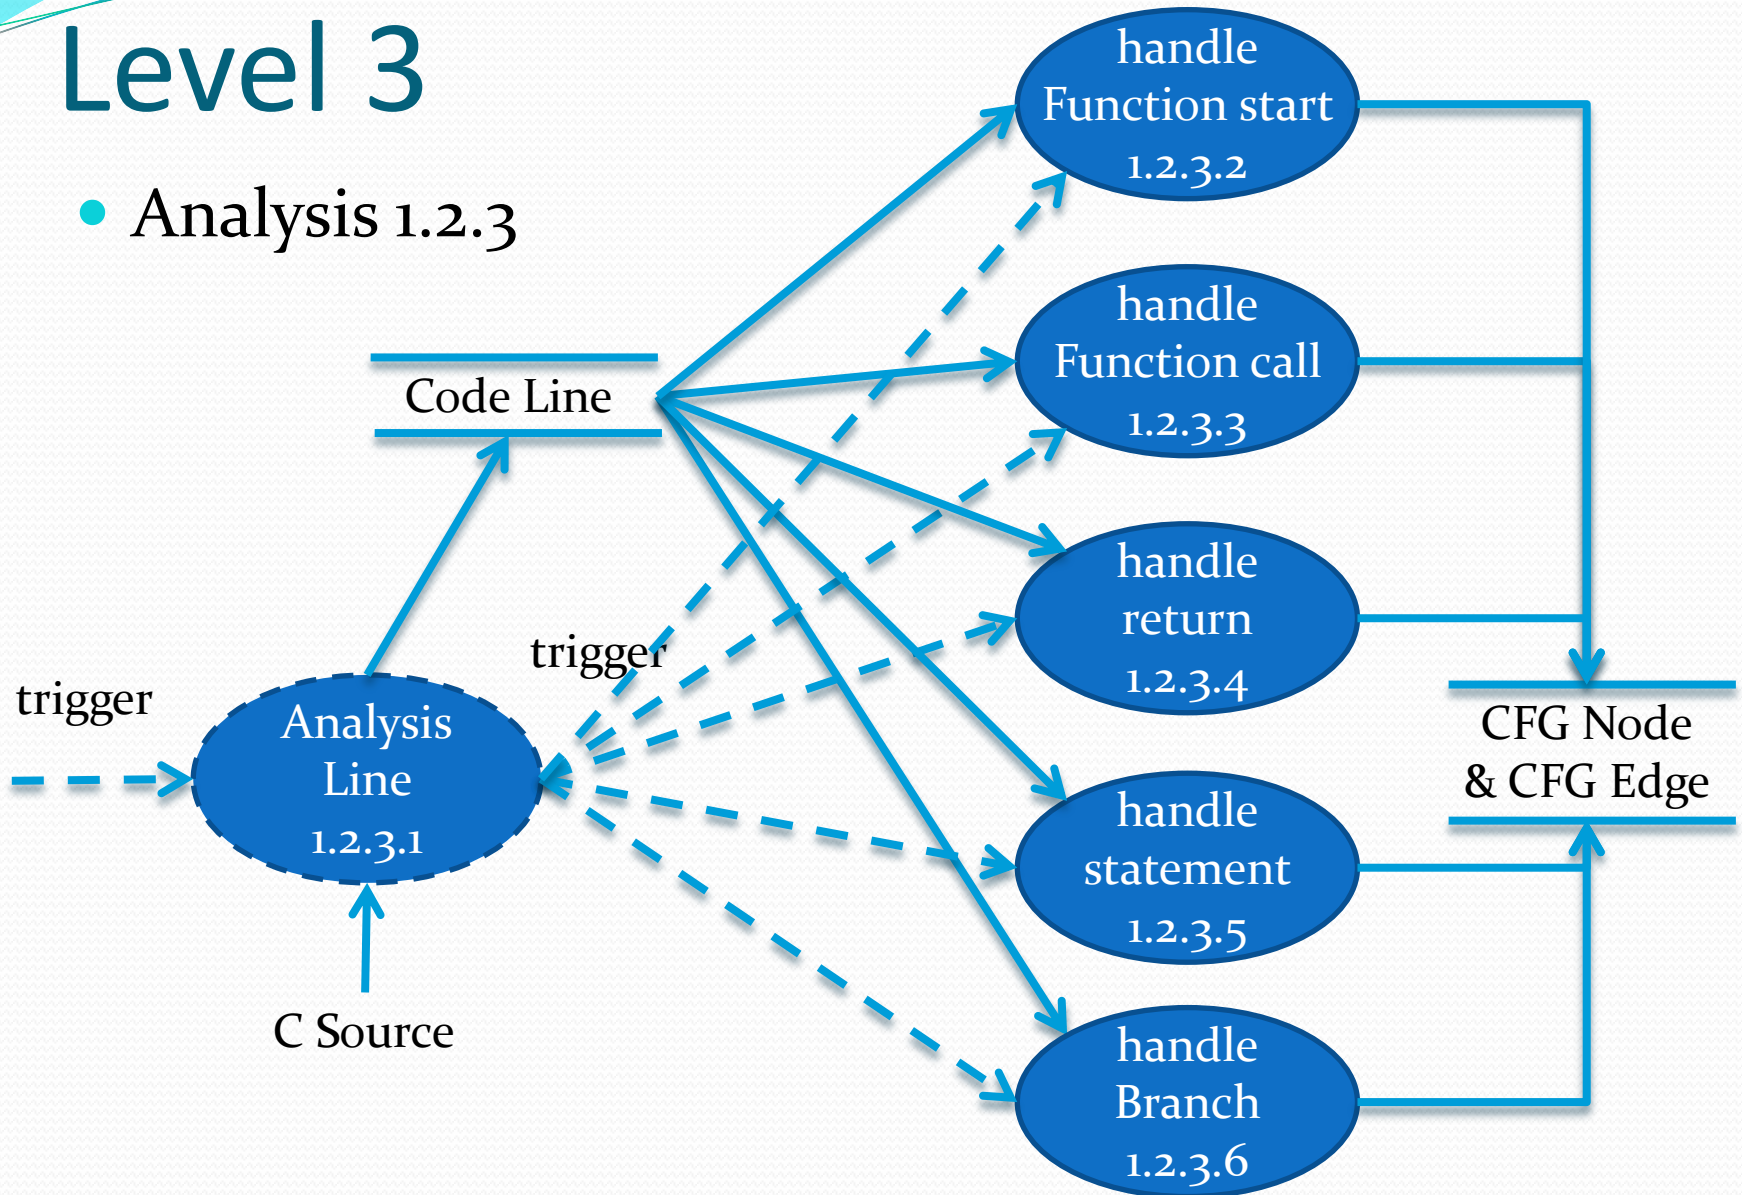 Level 3
• Analysis 1.2.3
handle
Function start
1.2.3.2
handle
Function call
1.2.3.3
Code Line
handle
return
1.2.3.4
trigger
trigger
Analysis
Line
1.2.3.1
CFG Node
& CFG Edge
handle
statement
1.2.3.5
C Source
handle
Branch
1.2.3.6